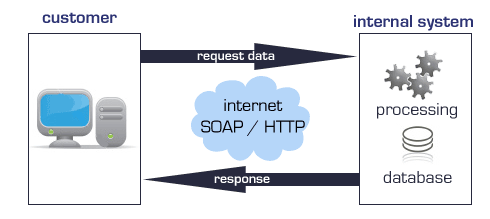 customer
internal system
request data
internet
SOAP / HTTP
processing
database
response